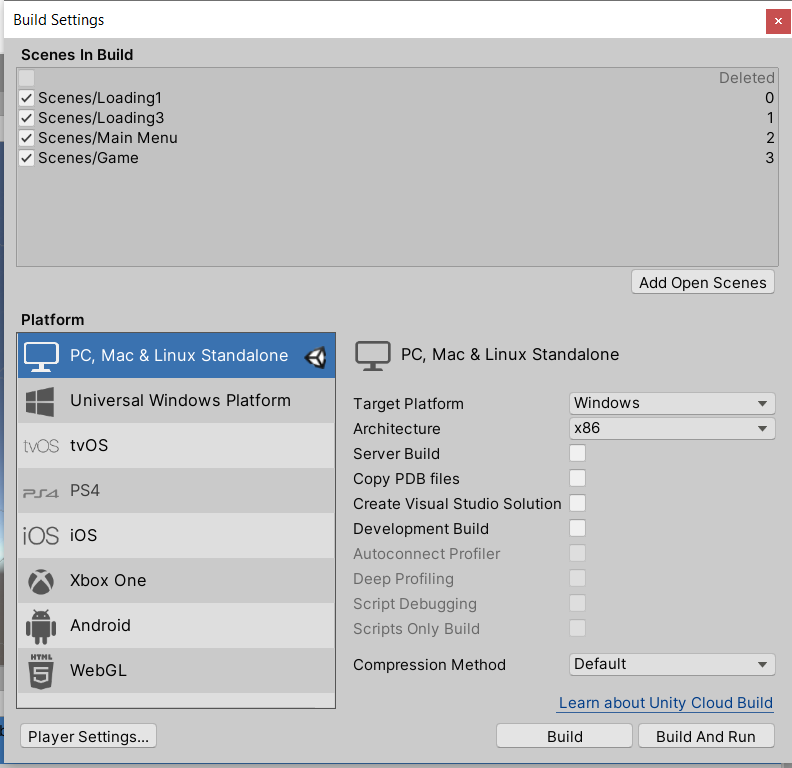 Build Settings
Scenes In Build
Deleted
Scenes/Loading1 0
Scenes/Loading3 1
Scenes/Main Menu 2
Scenes/Game 3
Add Open Scenes
Platform
PC, Mac & Linux Standalone
Universal Windows Platform
tvOS tvOS
PS4 PS4
iOS iOS
Xbox One
Android
HTML 5 WebGL
PC, Mac & Linux Standalone
Target Platform Windows
Architecture x86
Server Build
Copy PDB files
Create Visual Studio Solution
Development Build
Autoconnect Profiler
Deep Profiling
Script Debugging
Scripts Only Build
Compression Method Default
Learn about Unity Cloud Build
Player Settings... Build Build And Run